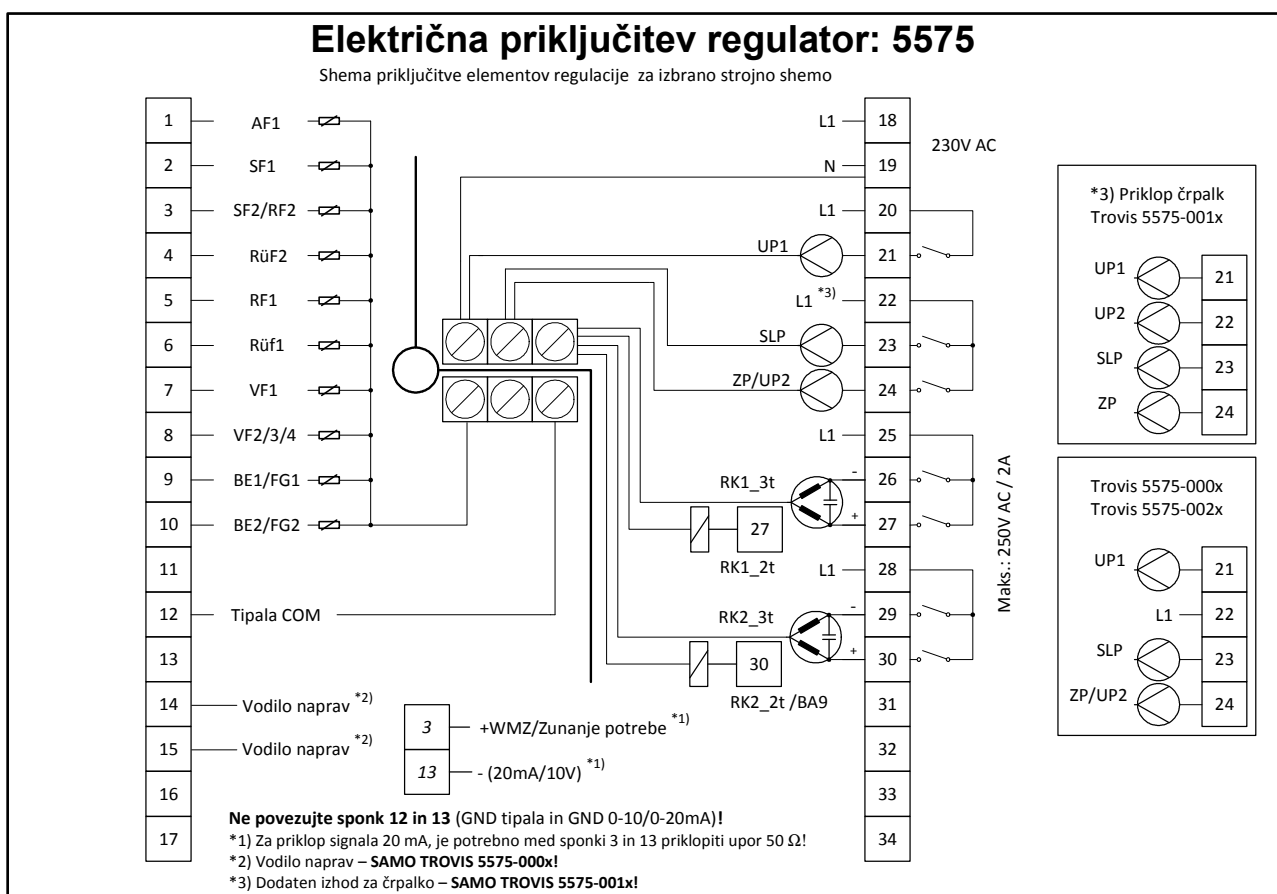 Električna priključitev regulator: 5575
Shema priključitve elementov regulacije za izbrano strojno shemo
1 AF1
2 SF1
3 SF2/RF2
4 RüF2
5 RF1
6 Rüf1
7 VF1
8 VF2/3/4
9 BE1/FG1
10 BE2/FG2
11
12 Tipala COM
13
14 Vodilo naprav *2)
15 Vodilo naprav *2)
16
17
3 +WMZ/Zunanje potrebe *1)
13 - (20mA/10V) *1)
L1 18
230V AC
N 19
L1 20
UP1 21
L1 *3) 22
SLP 23
ZP/UP2 24
L1 25
RK1_3t - 26
+ 27
27
RK1_2t
L1 28
RK2_3t - 29
+ 30
30
RK2_2t /BA9
31
32
33
34
Maks.: 250V AC / 2A
*3) Priklop črpalk
Trovis 5575-001x
UP1 21
UP2 22
SLP 23
ZP 24
Trovis 5575-000x
Trovis 5575-002x
UP1 21
L1 22
SLP 23
ZP/UP2 24
Ne povezujte sponk 12 in 13 (GND tipala in GND 0-10/0-20mA)!
*1) Za priklop signala 20 mA, je potrebno med sponki 3 in 13 priklopiti upor 50 Ω!
*2) Vodilo naprav – SAMO TROVIS 5575-000x!
*3) Dodaten izhod za črpalko – SAMO TROVIS 5575-001x!